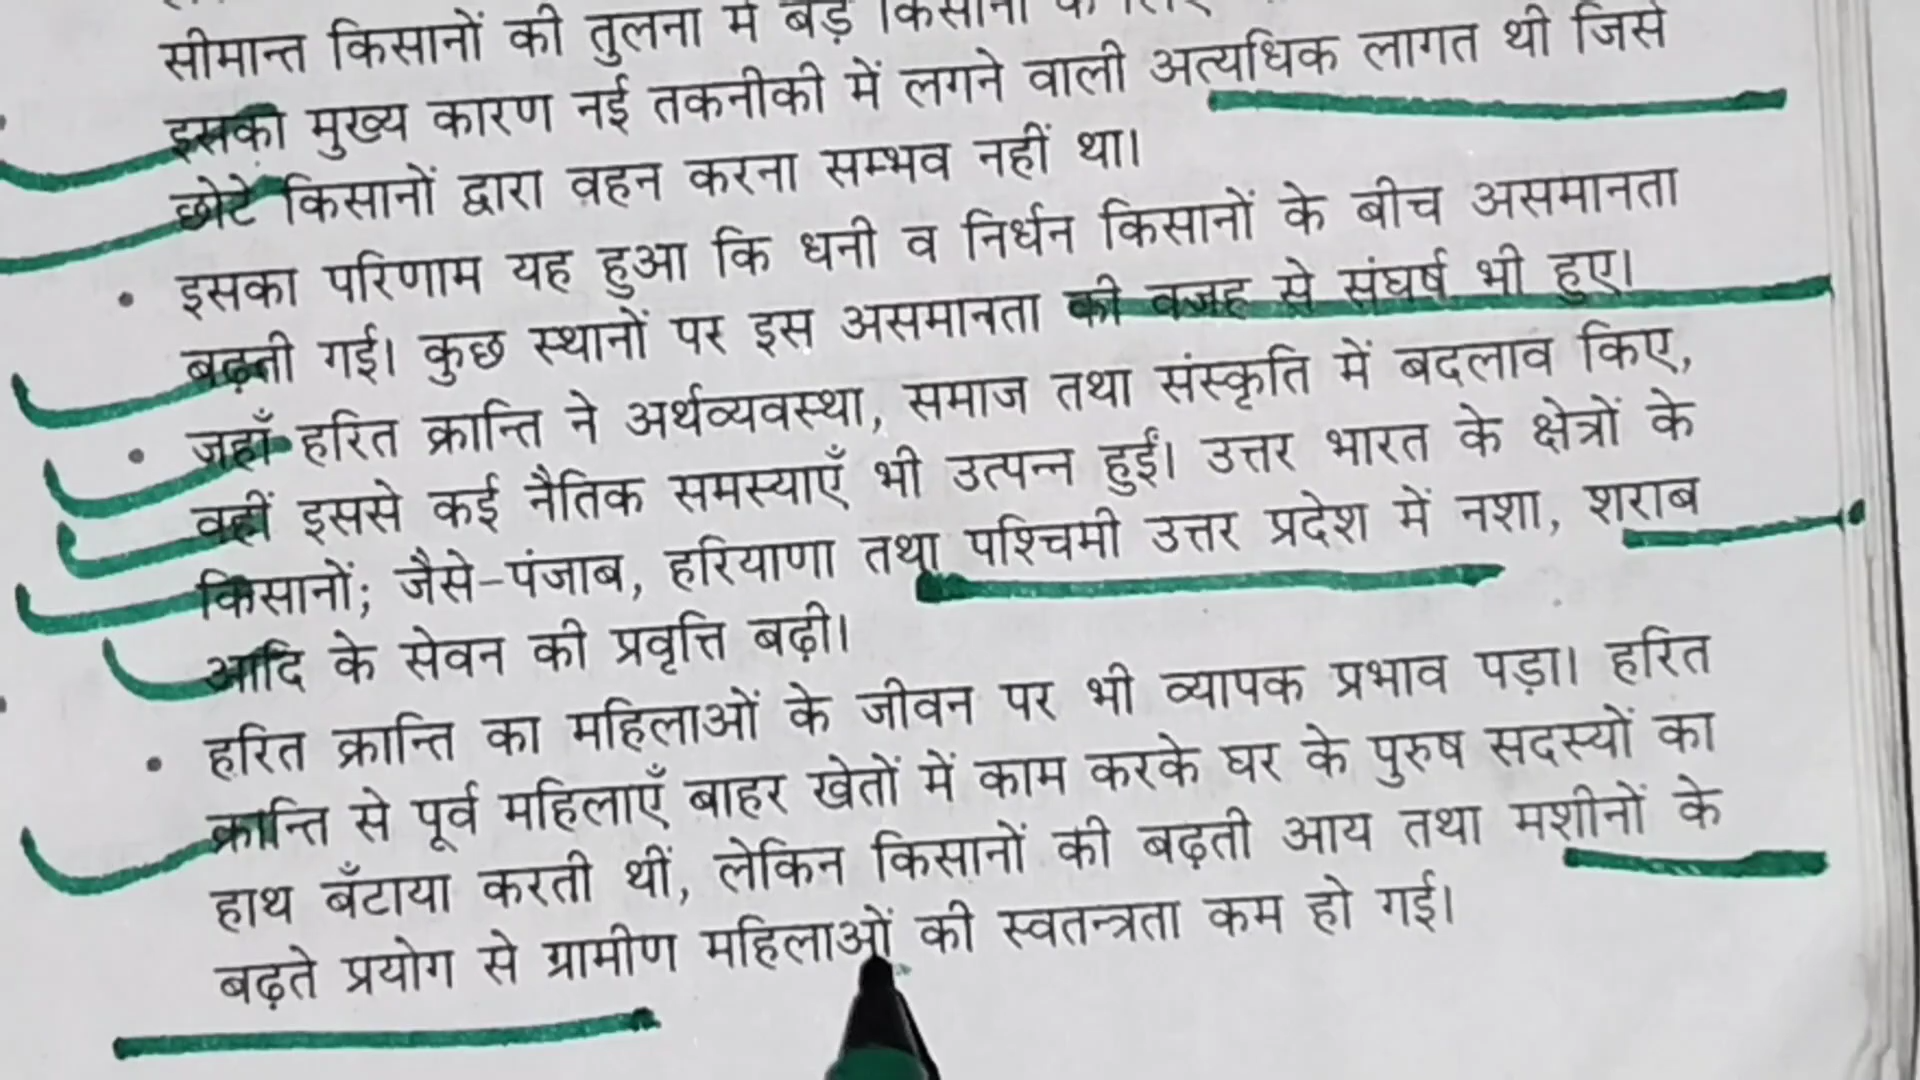 सीमान्त किसानों की तुलना में बड़े किसानों के लिए
इसका मुख्य कारण नई तकनीकी में लगने वाली अत्यधिक लागत थी जिसे
छोटे किसानों द्वारा वहन करना सम्भव नहीं था।
• इसका परिणाम यह हुआ कि धनी व निर्धन किसानों के बीच असमानता
बढ़ती गई। कुछ स्थानों पर इस असमानता की वजह से संघर्ष भी हुए।
• जहाँ हरित क्रान्ति ने अर्थव्यवस्था, समाज तथा संस्कृति में बदलाव किए,
वहीं इससे कई नैतिक समस्याएँ भी उत्पन्न हुईं। उत्तर भारत के क्षेत्रों के
किसानों; जैसे-पंजाब, हरियाणा तथा पश्चिमी उत्तर प्रदेश में नशा, शराब
आदि के सेवन की प्रवृत्ति बढ़ी।
• हरित क्रान्ति का महिलाओं के जीवन पर भी व्यापक प्रभाव पड़ा। हरित
क्रान्ति से पूर्व महिलाएँ बाहर खेतों में काम करके घर के पुरुष सदस्यों का
हाथ बँटाया करती थीं, लेकिन किसानों की बढ़ती आय तथा मशीनों के
बढ़ते प्रयोग से ग्रामीण महिलाओं की स्वतन्त्रता कम हो गई।